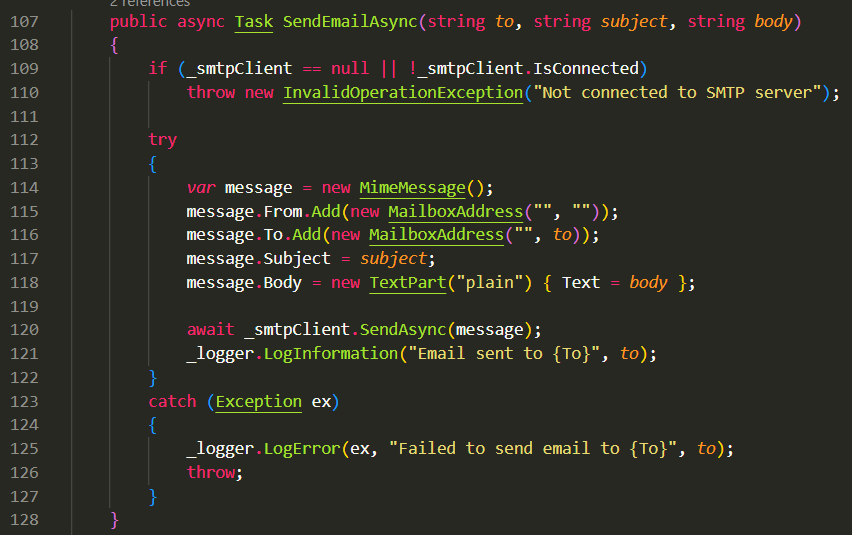 2 references
107 public async Task SendEmailAsync(string to, string subject, string body)
108 {
109 if (_smtpClient == null || !_smtpClient.IsConnected)
110 throw new InvalidOperationException("Not connected to SMTP server");
111
112 try
113 {
114 var message = new MimeMessage();
115 message.From.Add(new MailboxAddress("", ""));
116 message.To.Add(new MailboxAddress("", to));
117 message.Subject = subject;
118 message.Body = new TextPart("plain") { Text = body };
119
120 await _smtpClient.SendAsync(message);
121 _logger.LogInformation("Email sent to {To}", to);
122 }
123 catch (Exception ex)
124 {
125 _logger.LogError(ex, "Failed to send email to {To}", to);
126 throw;
127 }
128 }